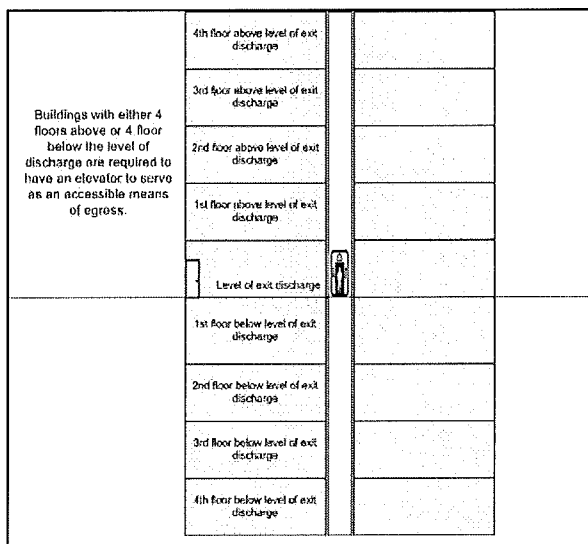 Buildings with either 4
floors above or 4 floor
below the level of
discharge are required to
have an elevator to serve
as an accessible means
of egress.
4th floor above level of exit
discharge
3rd floor above level of exit
discharge
2nd floor above level of exit
discharge
1st floor above level of exit
discharge
Level of exit discharge
1st floor below level of exit
discharge
2nd floor below level of exit
discharge
3rd floor below level of exit
discharge
4th floor below level of exit
discharge